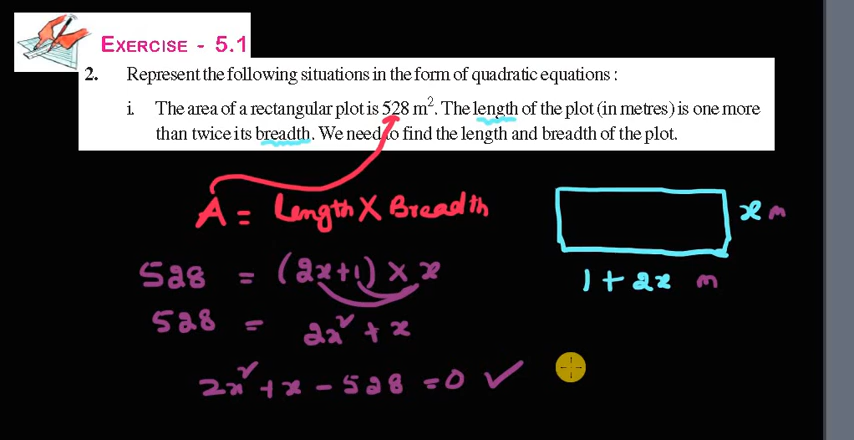 EXERCISE - 5.1
2. Represent the following situations in the form of quadratic equations :
i. The area of a rectangular plot is 528 m². The length of the plot (in metres) is one more
than twice its breadth. We need to find the length and breadth of the plot.
A = Length X Breadth
x m
528 = (2x+1) × x
1 + 2x m
528 = 2x² + x
2x² + x - 528 = 0 ✓